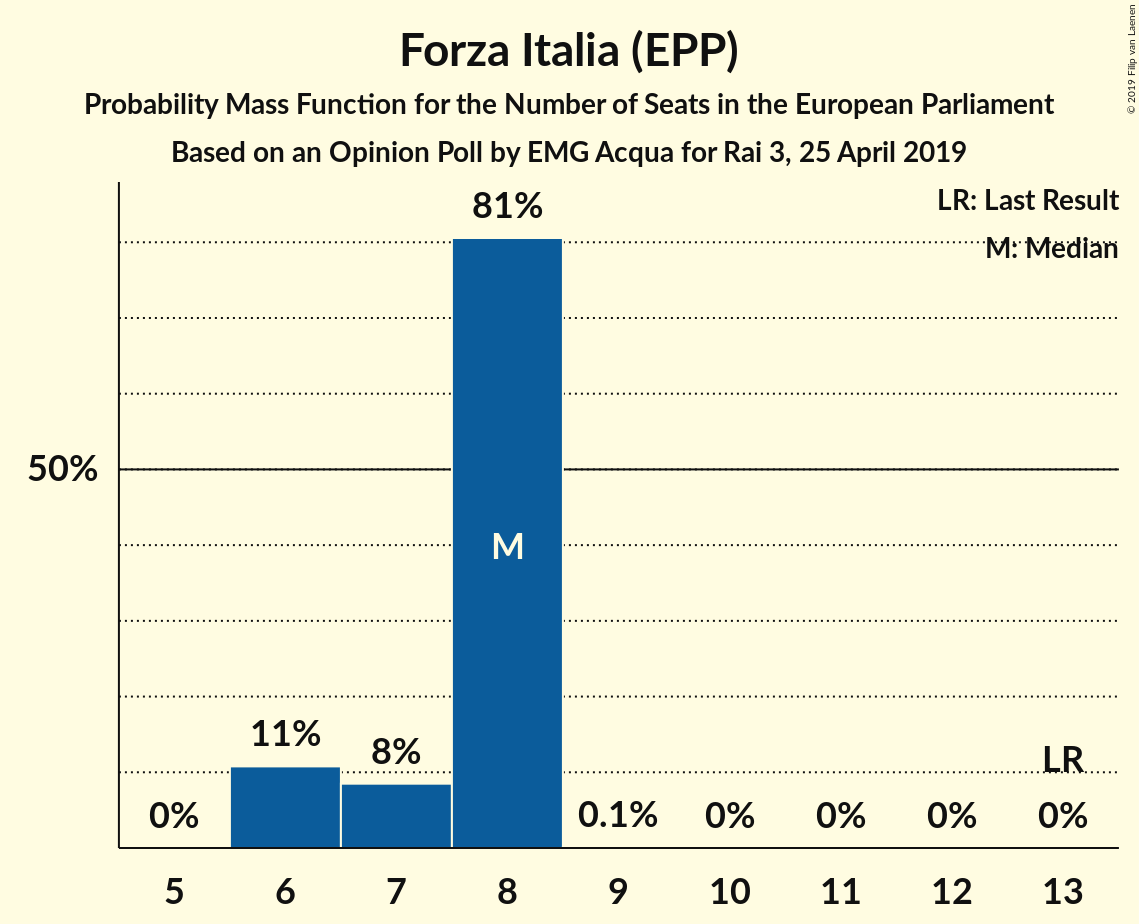 Forza Italia (EPP)
Probability Mass Function for the Number of Seats in the European Parliament
Based on an Opinion Poll by EMG Acqua for Rai 3, 25 April 2019
© 2019 Filip van Laenen
LR: Last Result
M: Median
81%
50%
M
11%
8%
LR
0%
0.1%
0%
0%
0%
0%
5 6 7 8 9 10 11 12 13